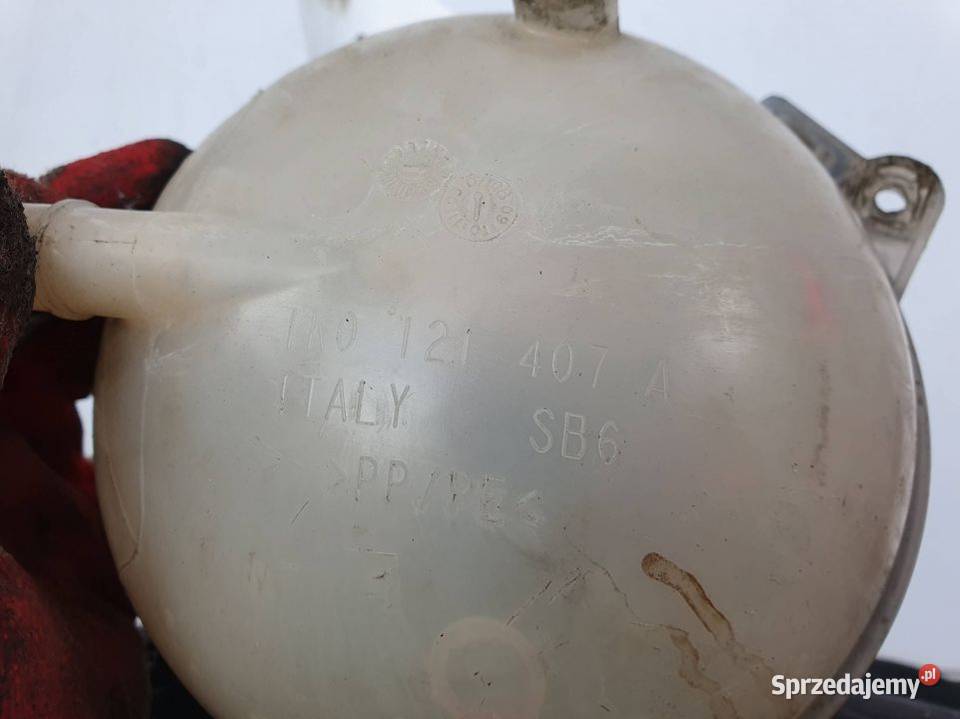 1K0 121 407 A
ITALY SB6
>PP/PE<
Sprzedajemy.pl